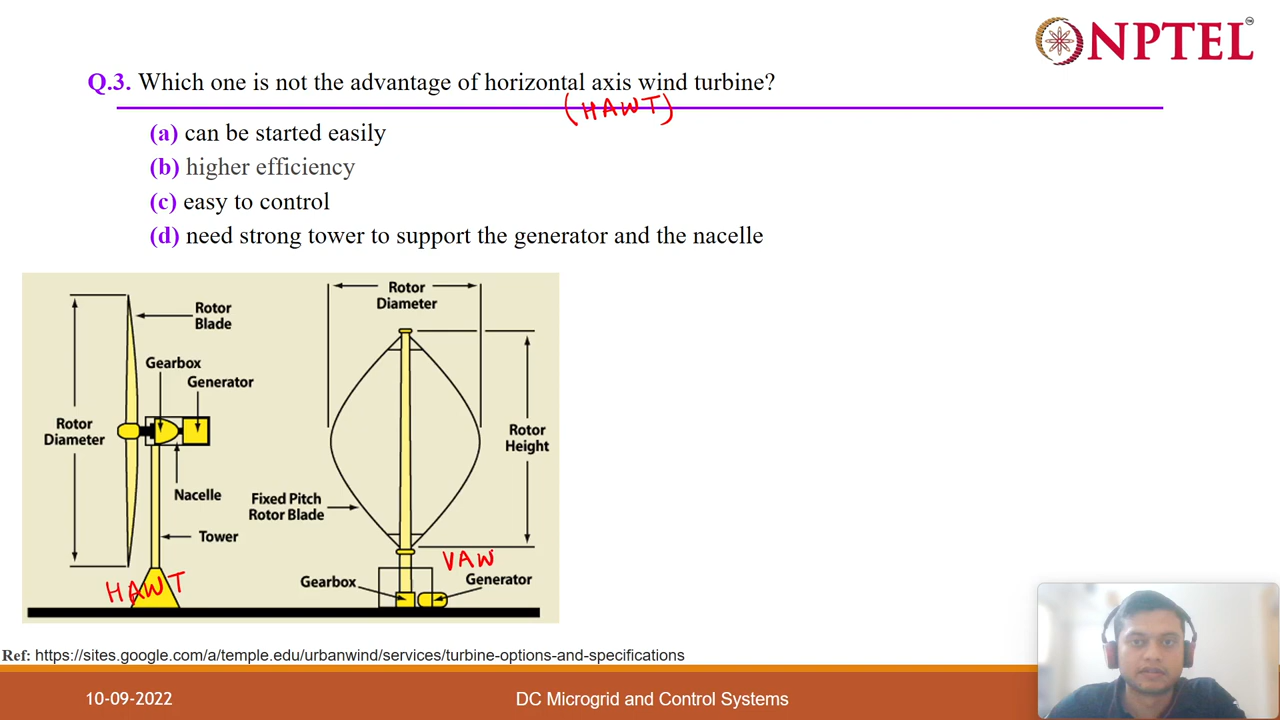 NPTEL
Q.3. Which one is not the advantage of horizontal axis wind turbine?
(HAWT)
(a) can be started easily
(b) higher efficiency
(c) easy to control
(d) need strong tower to support the generator and the nacelle
Rotor
Blade
Gearbox
Generator
Rotor
Diameter
Nacelle
Tower
HAWT
Rotor
Diameter
Rotor
Height
Fixed Pitch
Rotor Blade
VAW
Gearbox
Generator
Ref: https://sites.google.com/a/temple.edu/urbanwind/services/turbine-options-and-specifications
10-09-2022
DC Microgrid and Control Systems